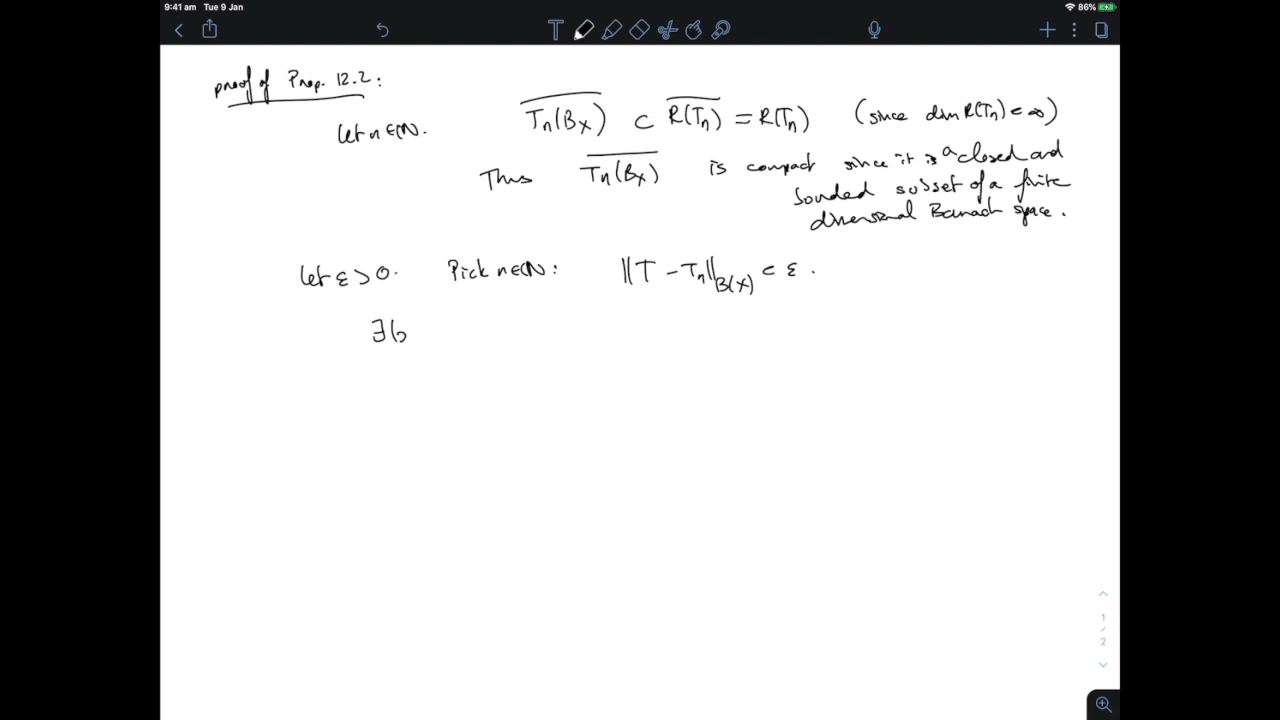 9:41 am Tue 9 Jan
86%
T
proof of Prop. 12.2:
Let n∈ℕ. \overline{T_n(B_X)} ⊂ \overline{R(T_n)} = R(T_n) (since dim R(T_n) < ∞)
Thus \overline{T_n(B_X)} is compact since it is a closed and
bounded subset of a finite
dimensional Banach space.
Let ε > 0. Pick n∈ℕ: ||T - T_n||_{B(X)} < ε.
∃ (
1
/
2